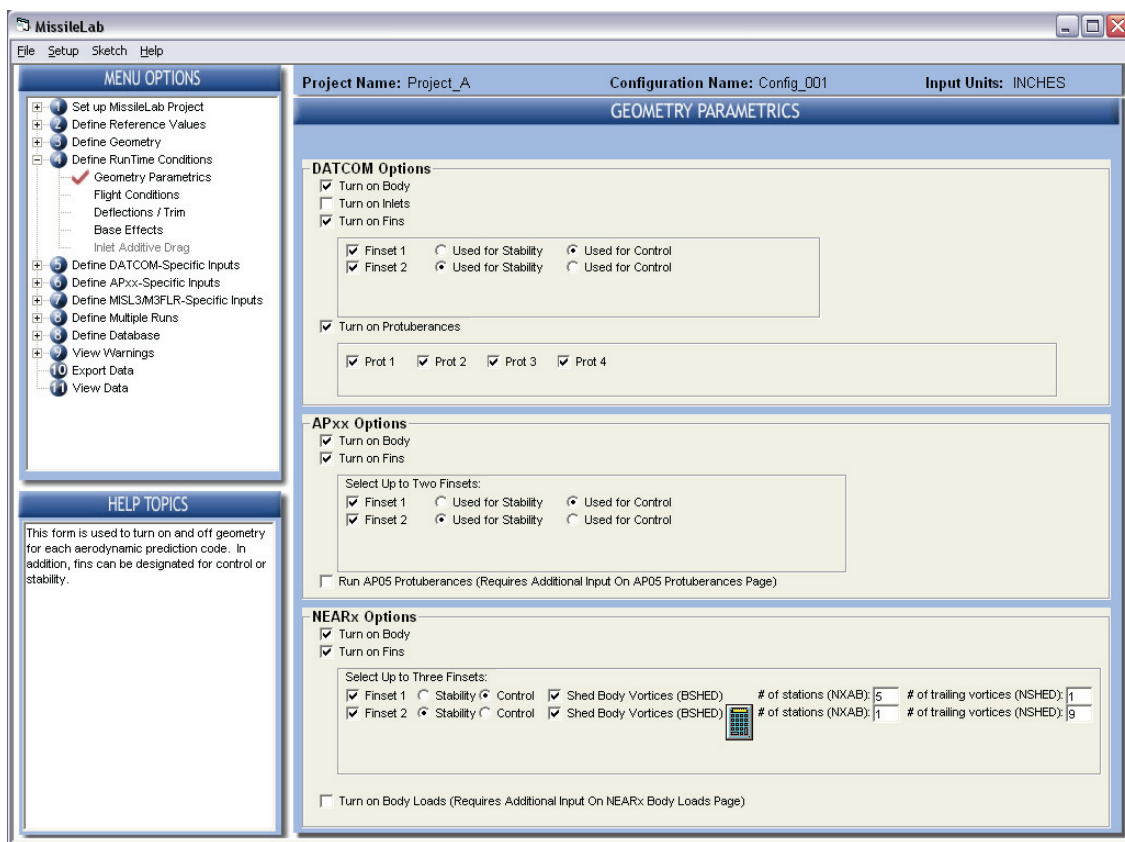 MissileLab
File Setup Sketch Help
MENU OPTIONS
1 Set up MissileLab Project
2 Define Reference Values
3 Define Geometry
4 Define RunTime Conditions
Geometry Parametrics
Flight Conditions
Deflections / Trim
Base Effects
Inlet Additive Drag
5 Define DATCOM-Specific Inputs
6 Define APxx-Specific Inputs
7 Define MISL3/M3FLR-Specific Inputs
8 Define Multiple Runs
8 Define Database
9 View Warnings
10 Export Data
11 View Data
HELP TOPICS
This form is used to turn on and off geometry
for each aerodynamic prediction code. In
addition, fins can be designated for control or
stability.
Project Name: Project_A Configuration Name: Config_001 Input Units: INCHES
GEOMETRY PARAMETRICS
DATCOM Options
Turn on Body
Turn on Inlets
Turn on Fins
Finset 1 Used for Stability Used for Control
Finset 2 Used for Stability Used for Control
Turn on Protuberances
Prot 1 Prot 2 Prot 3 Prot 4
APxx Options
Turn on Body
Turn on Fins
Select Up to Two Finsets:
Finset 1 Used for Stability Used for Control
Finset 2 Used for Stability Used for Control
Run AP05 Protuberances (Requires Additional Input On AP05 Protuberances Page)
NEARx Options
Turn on Body
Turn on Fins
Select Up to Three Finsets:
Finset 1 Stability Control Shed Body Vortices (BSHED) # of stations (NXAB): 5 # of trailing vortices (NSHED): 1
Finset 2 Stability Control Shed Body Vortices (BSHED) # of stations (NXAB): 1 # of trailing vortices (NSHED): 9
Turn on Body Loads (Requires Additional Input On NEARx Body Loads Page)